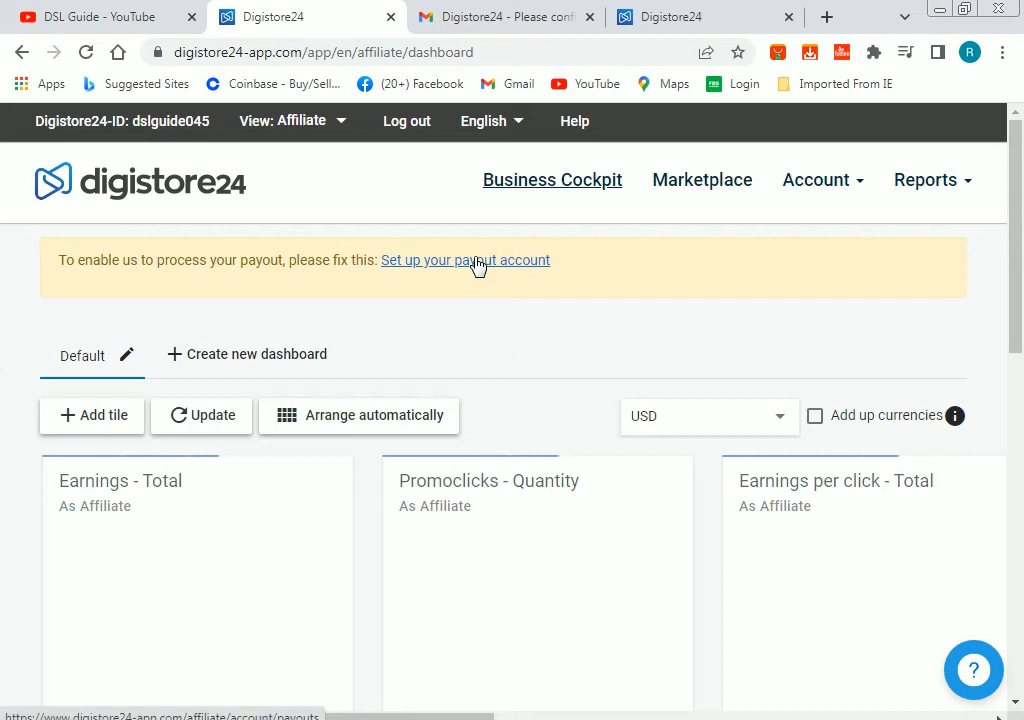 DSL Guide - YouTube
Digistore24
Digistore24 - Please conf
Digistore24
digistore24-app.com/app/en/affiliate/dashboard
R
Apps
Suggested Sites
Coinbase - Buy/Sell...
(20+) Facebook
Gmail
YouTube
Maps
Login
Imported From IE
Digistore24-ID: dslguide045
View: Affiliate
Log out
English
Help
digistore24
Business Cockpit
Marketplace
Account
Reports
To enable us to process your payout, please fix this: Set up your payout account
Default
Create new dashboard
Add tile
Update
Arrange automatically
USD
Add up currencies
Earnings - Total
As Affiliate
Promoclicks - Quantity
As Affiliate
Earnings per click - Total
As Affiliate
https://www.digistore24-app.com/affiliate/account/payouts